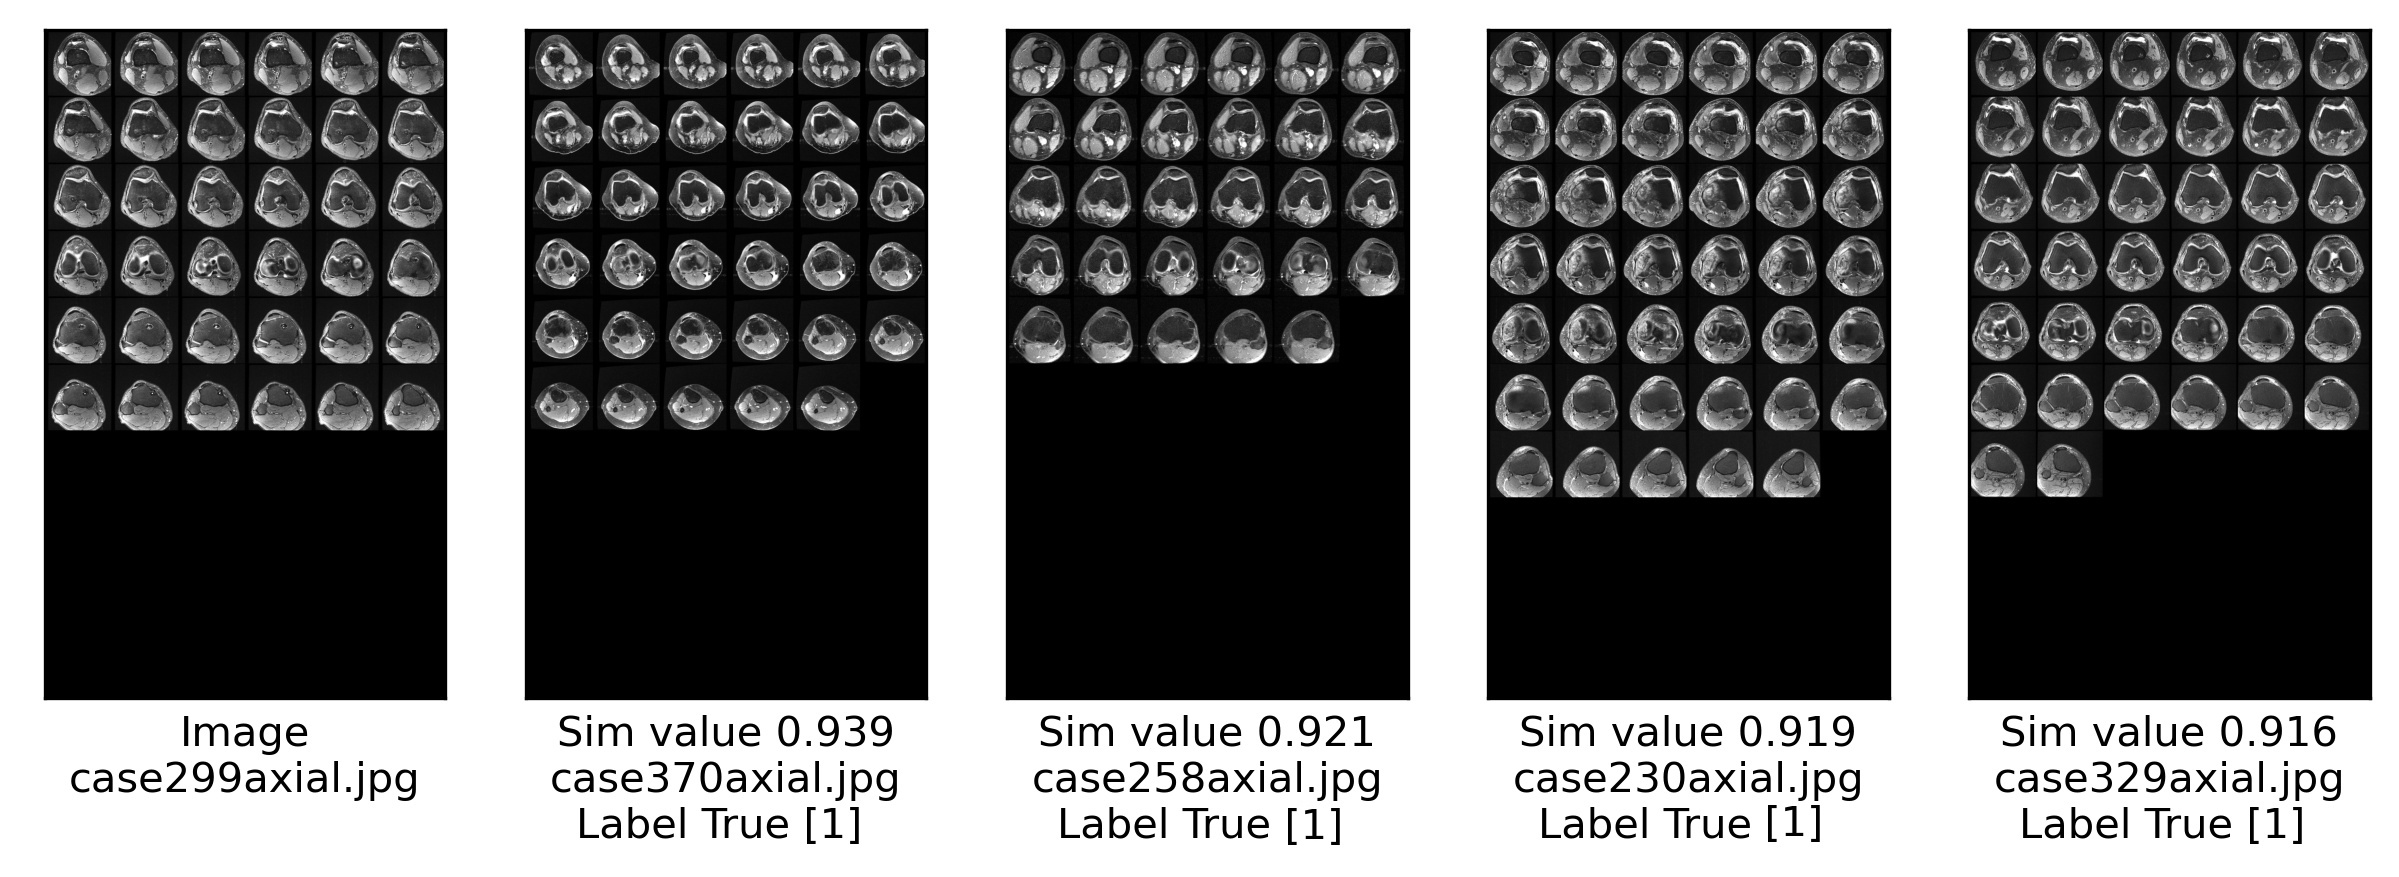 Image
case299axial.jpg
Sim value 0.939
case370axial.jpg
Label True [1]
Sim value 0.921
case258axial.jpg
Label True [1]
Sim value 0.919
case230axial.jpg
Label True [1]
Sim value 0.916
case329axial.jpg
Label True [1]